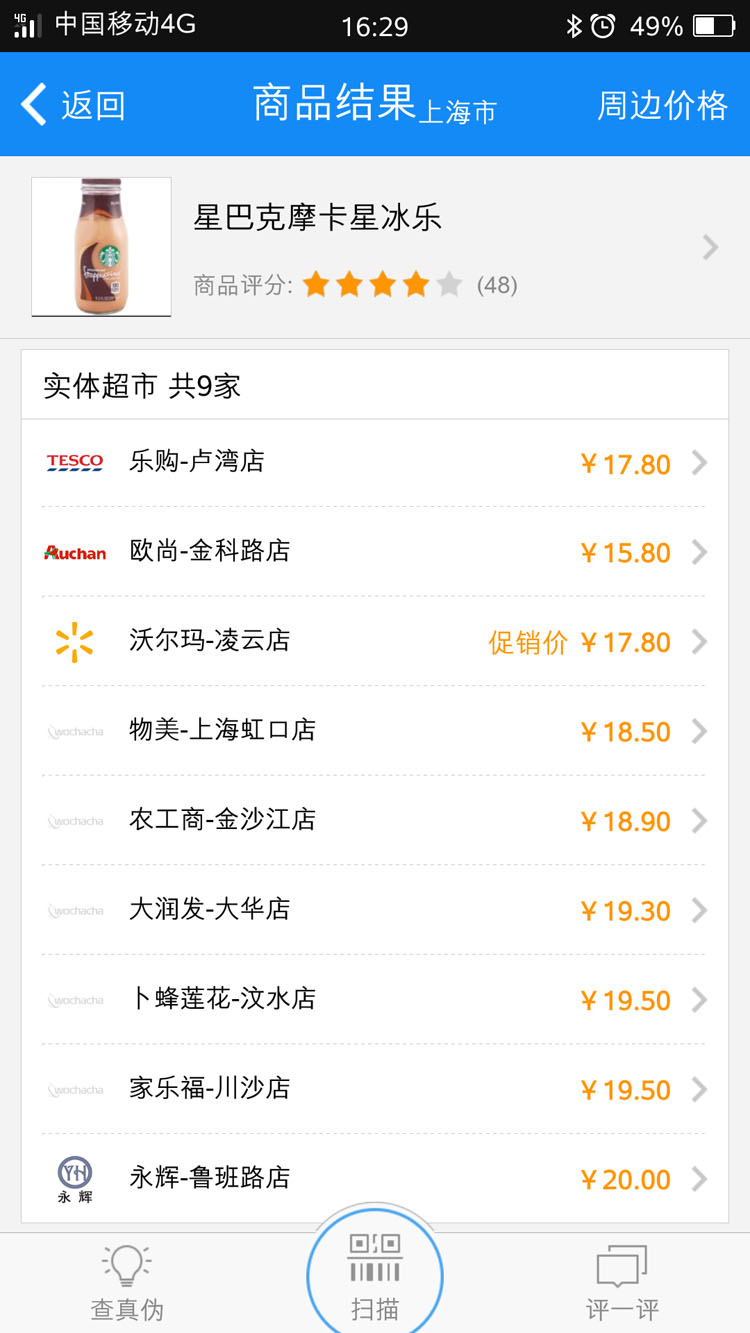 4G 中国移动4G 16:29 49%
返回 商品结果 上海市 周边价格
星巴克摩卡星冰乐
商品评分: (48)
实体超市 共9家
TESCO 乐购-卢湾店 ¥17.80
Auchan 欧尚-金科路店 ¥15.80
沃尔玛-凌云店 促销价 ¥17.80
wochacha 物美-上海虹口店 ¥18.50
wochacha 农工商-金沙江店 ¥18.90
wochacha 大润发-大华店 ¥19.30
wochacha 卜蜂莲花-汶水店 ¥19.50
wochacha 家乐福-川沙店 ¥19.50
YH 永辉 永辉-鲁班路店 ¥20.00
查真伪 扫描 评一评